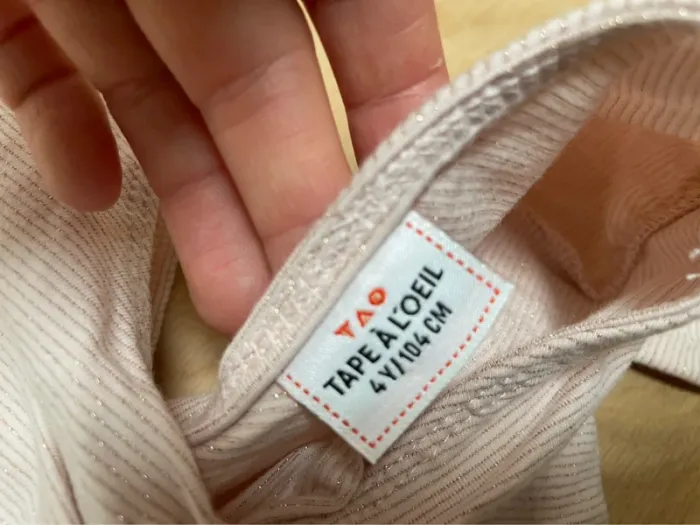 TAO
TAPE À L'OEIL
4 Y/104 CM